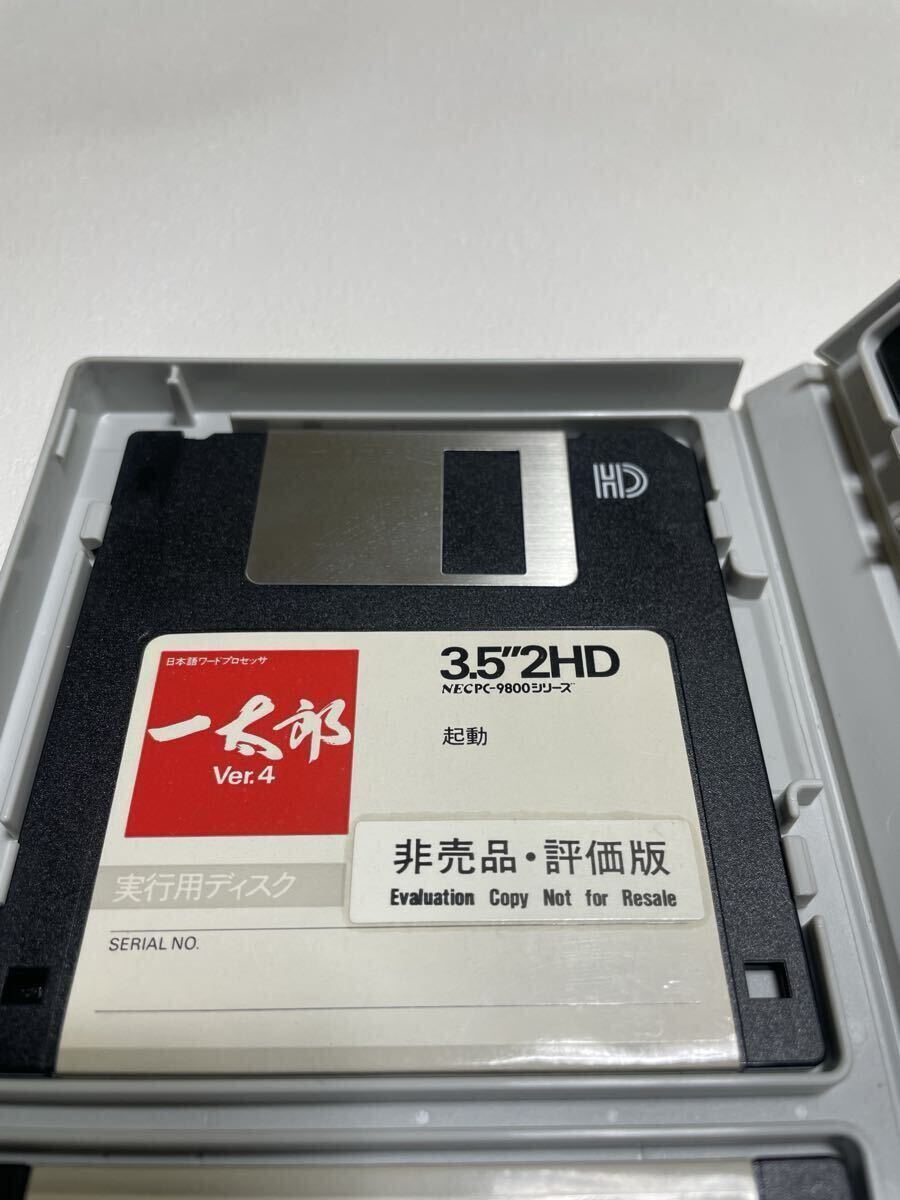 HD
日本語ワードプロセッサ
一太郎
Ver.4
3.5"2HD
NECPC-9800シリーズ
起動
非売品・評価版
Evaluation Copy Not for Resale
実行用ディスク
SERIAL NO.